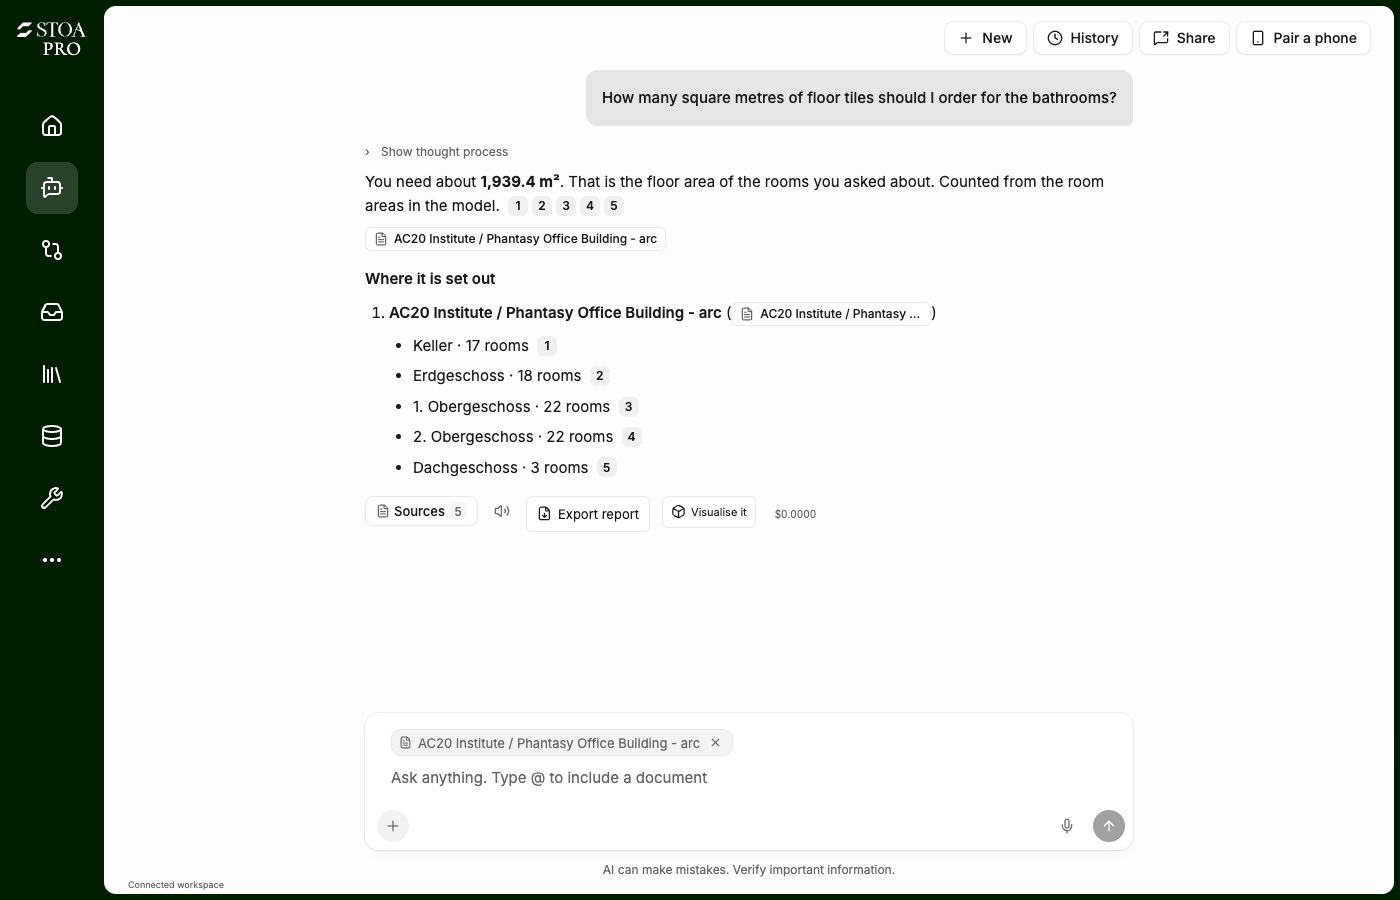 STOA
PRO
New
History
Share
Pair a phone
How many square metres of floor tiles should I order for the bathrooms?
Show thought process
You need about 1,939.4 m². That is the floor area of the rooms you asked about. Counted from the room
areas in the model. 1 2 3 4 5
AC20 Institute / Phantasy Office Building - arc
Where it is set out
1. AC20 Institute / Phantasy Office Building - arc (AC20 Institute / Phantasy ...)
• Keller · 17 rooms 1
• Erdgeschoss · 18 rooms 2
• 1. Obergeschoss · 22 rooms 3
• 2. Obergeschoss · 22 rooms 4
• Dachgeschoss · 3 rooms 5
Sources 5
Export report
Visualise it
$0.0000
AC20 Institute / Phantasy Office Building - arc
Ask anything. Type @ to include a document
AI can make mistakes. Verify important information.
Connected workspace